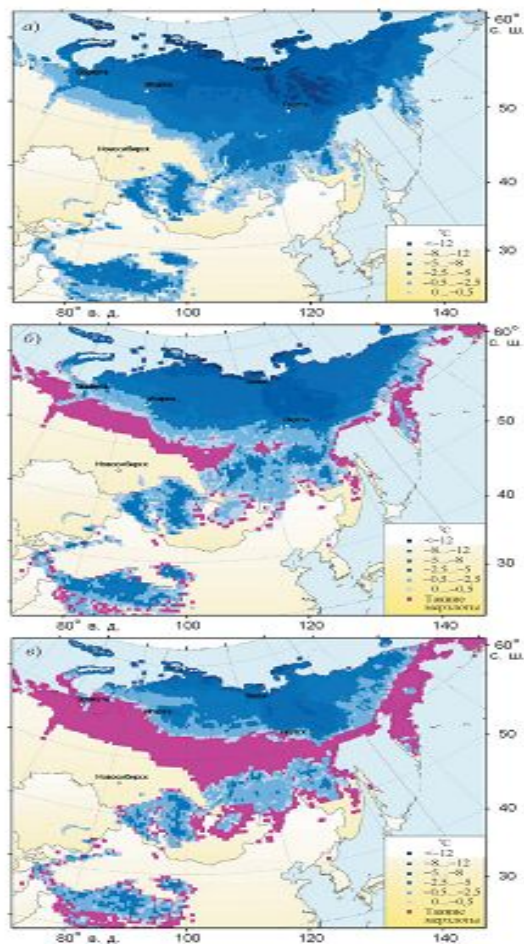 а)
60°
с. ш.
50
Новосибирск
40
°C
<−12
−8...−12
−5...−8
−2.5...−5
−0.5...−2.5
0...−0.5
30
80° в. д. 100 120 140
б)
60°
с. ш.
50
Новосибирск
40
°C
<−12
−8...−12
−5...−8
−2.5...−5
−0.5...−2.5
0...−0.5
Таяние
мерзлоты
30
80° в. д. 100 120 140
в)
60°
с. ш.
50
Новосибирск
40
°C
<−12
−8...−12
−5...−8
−2.5...−5
−0.5...−2.5
0...−0.5
Таяние
мерзлоты
30
80° в. д. 100 120 140